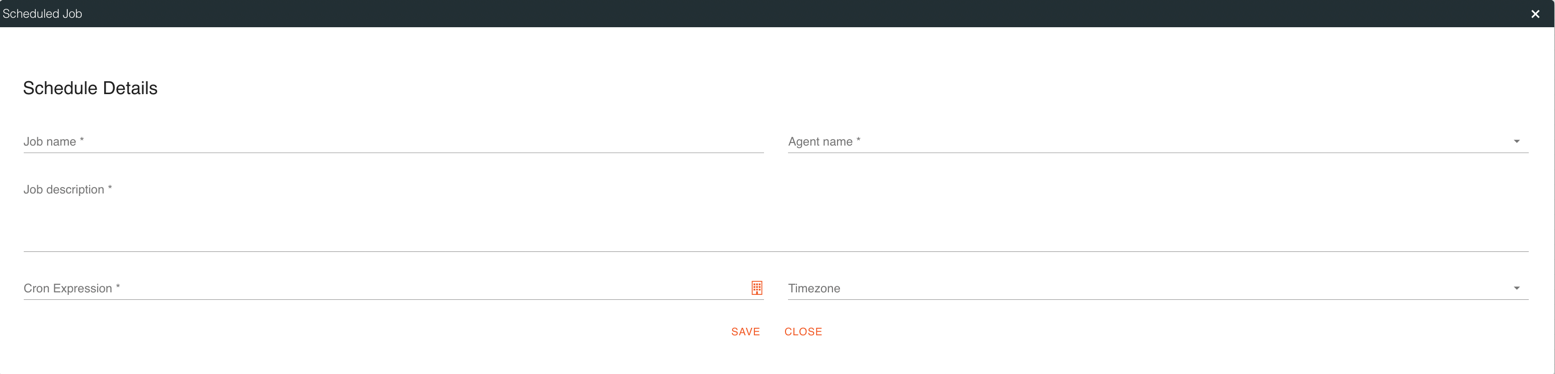 Scheduled Job
Schedule Details
Job name *
Agent name *
Job description *
Cron Expression *
Timezone
SAVE
CLOSE